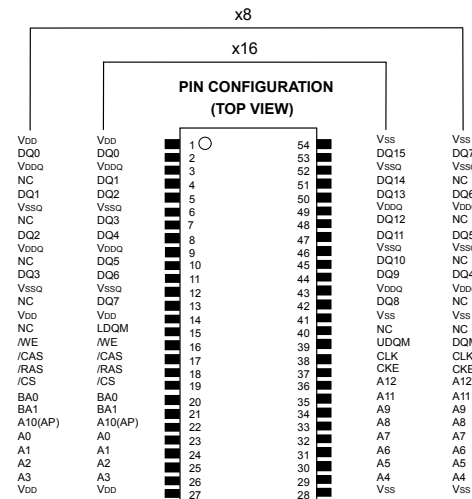 x8
x16
PIN CONFIGURATION
(TOP VIEW)
VDD VDD 1 54 VSS VSS
DQ0 DQ0 2 53 DQ15 DQ7
VDDQ VDDQ 3 52 VSSQ VSSQ
NC DQ1 4 51 DQ14 NC
DQ1 DQ2 5 50 DQ13 DQ6
VSSQ VSSQ 6 49 VDDQ VDDQ
NC DQ3 7 48 DQ12 NC
DQ2 DQ4 8 47 DQ11 DQ5
VDDQ VDDQ 9 46 VSSQ VSSQ
NC DQ5 10 45 DQ10 NC
DQ3 DQ6 11 44 DQ9 DQ4
VSSQ VSSQ 12 43 VDDQ VDDQ
NC DQ7 13 42 DQ8 NC
VDD VDD 14 41 VSS VSS
NC LDQM 15 40 NC NC
/WE /WE 16 39 UDQM DQM
/CAS /CAS 17 38 CLK CLK
/RAS /RAS 18 37 CKE CKE
/CS /CS 19 36 A12 A12
BA0 BA0 20 35 A11 A11
BA1 BA1 21 34 A9 A9
A10(AP) A10(AP) 22 33 A8 A8
A0 A0 23 32 A7 A7
A1 A1 24 31 A6 A6
A2 A2 25 30 A5 A5
A3 A3 26 29 A4 A4
VDD VDD 27 28 VSS VSS